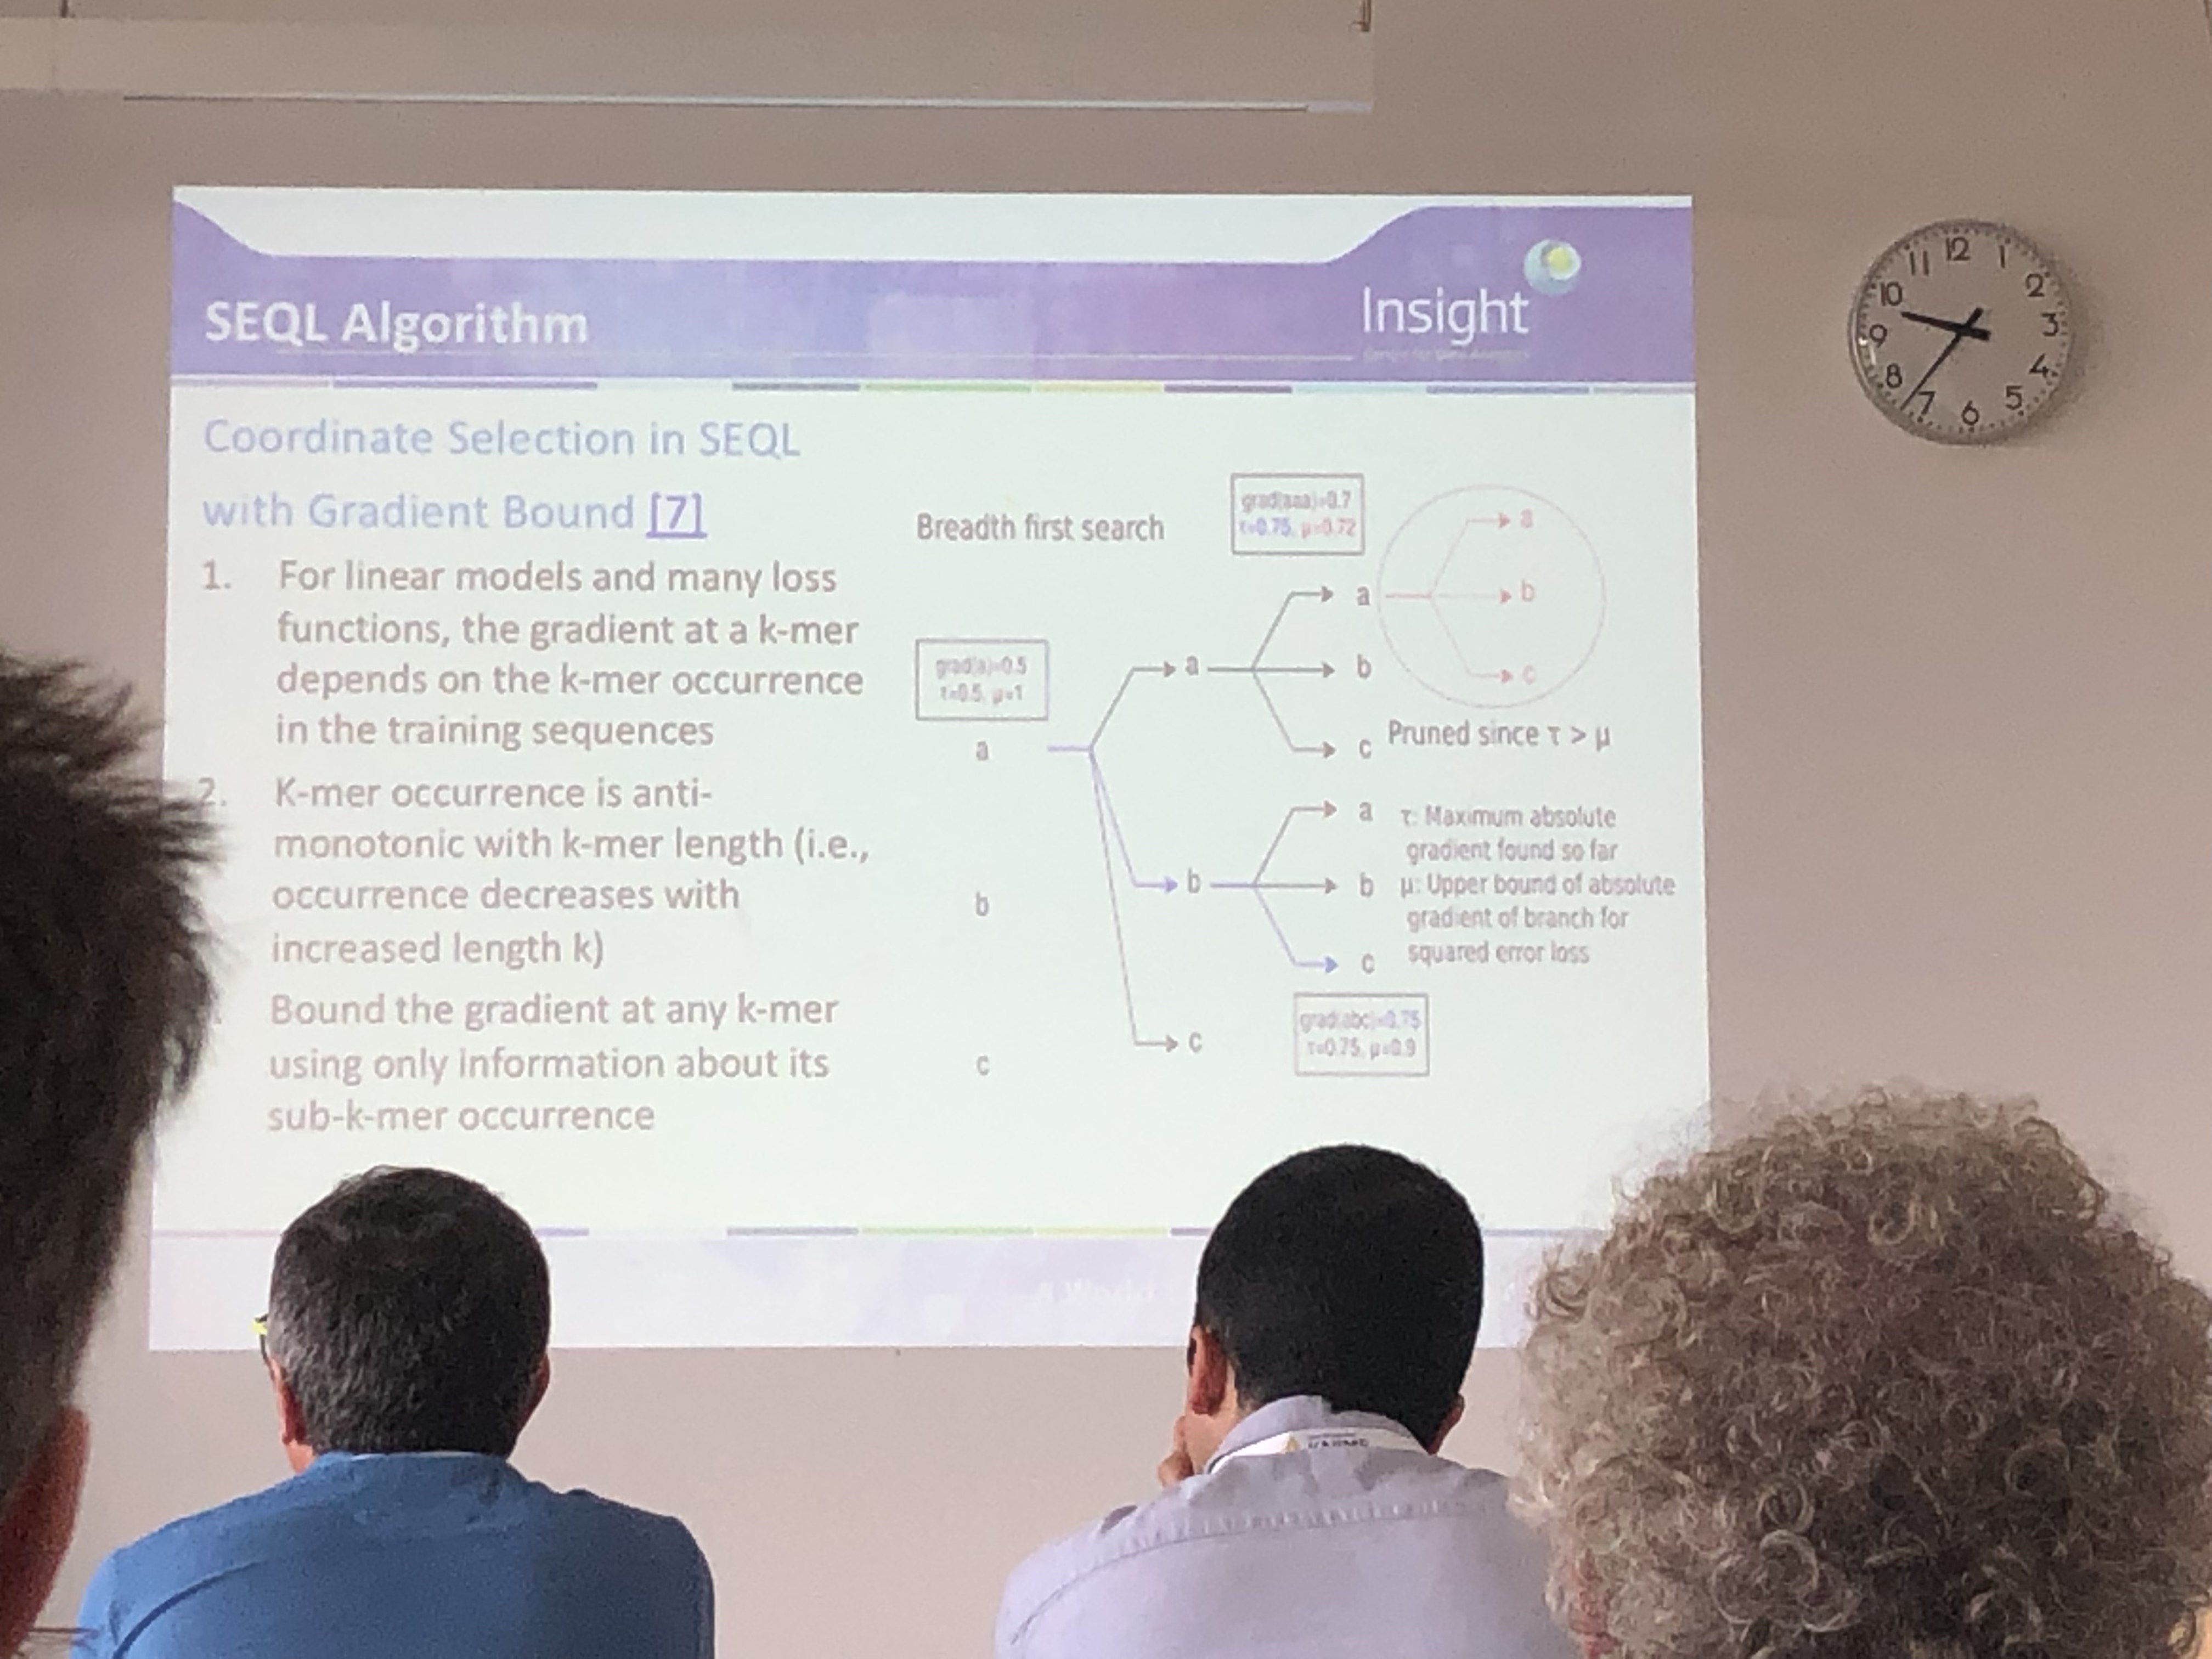 SEQL Algorithm
Insight
Coordinate Selection in SEQL
with Gradient Bound [7]
1. For linear models and many loss
functions, the gradient at a k-mer
depends on the k-mer occurrence
in the training sequences
2. K-mer occurrence is anti-
monotonic with k-mer length (i.e.,
occurrence decreases with
increased length k)
Bound the gradient at any k-mer
using only information about its
sub-k-mer occurrence
Breadth first search
grad(aaa)=0.7
τ=0.75, μ=0.72
grad(a)=0.5
τ=0.5, μ=1
a
b
c
a
b
c
a
b
c
a
b
c
Pruned since τ > μ
a
b
c
τ: Maximum absolute
gradient found so far
μ: Upper bound of absolute
gradient of branch for
squared error loss
grad(abc)=0.75
τ=0.75, μ=0.9
12
1
2
3
4
5
6
7
8
9
10
11